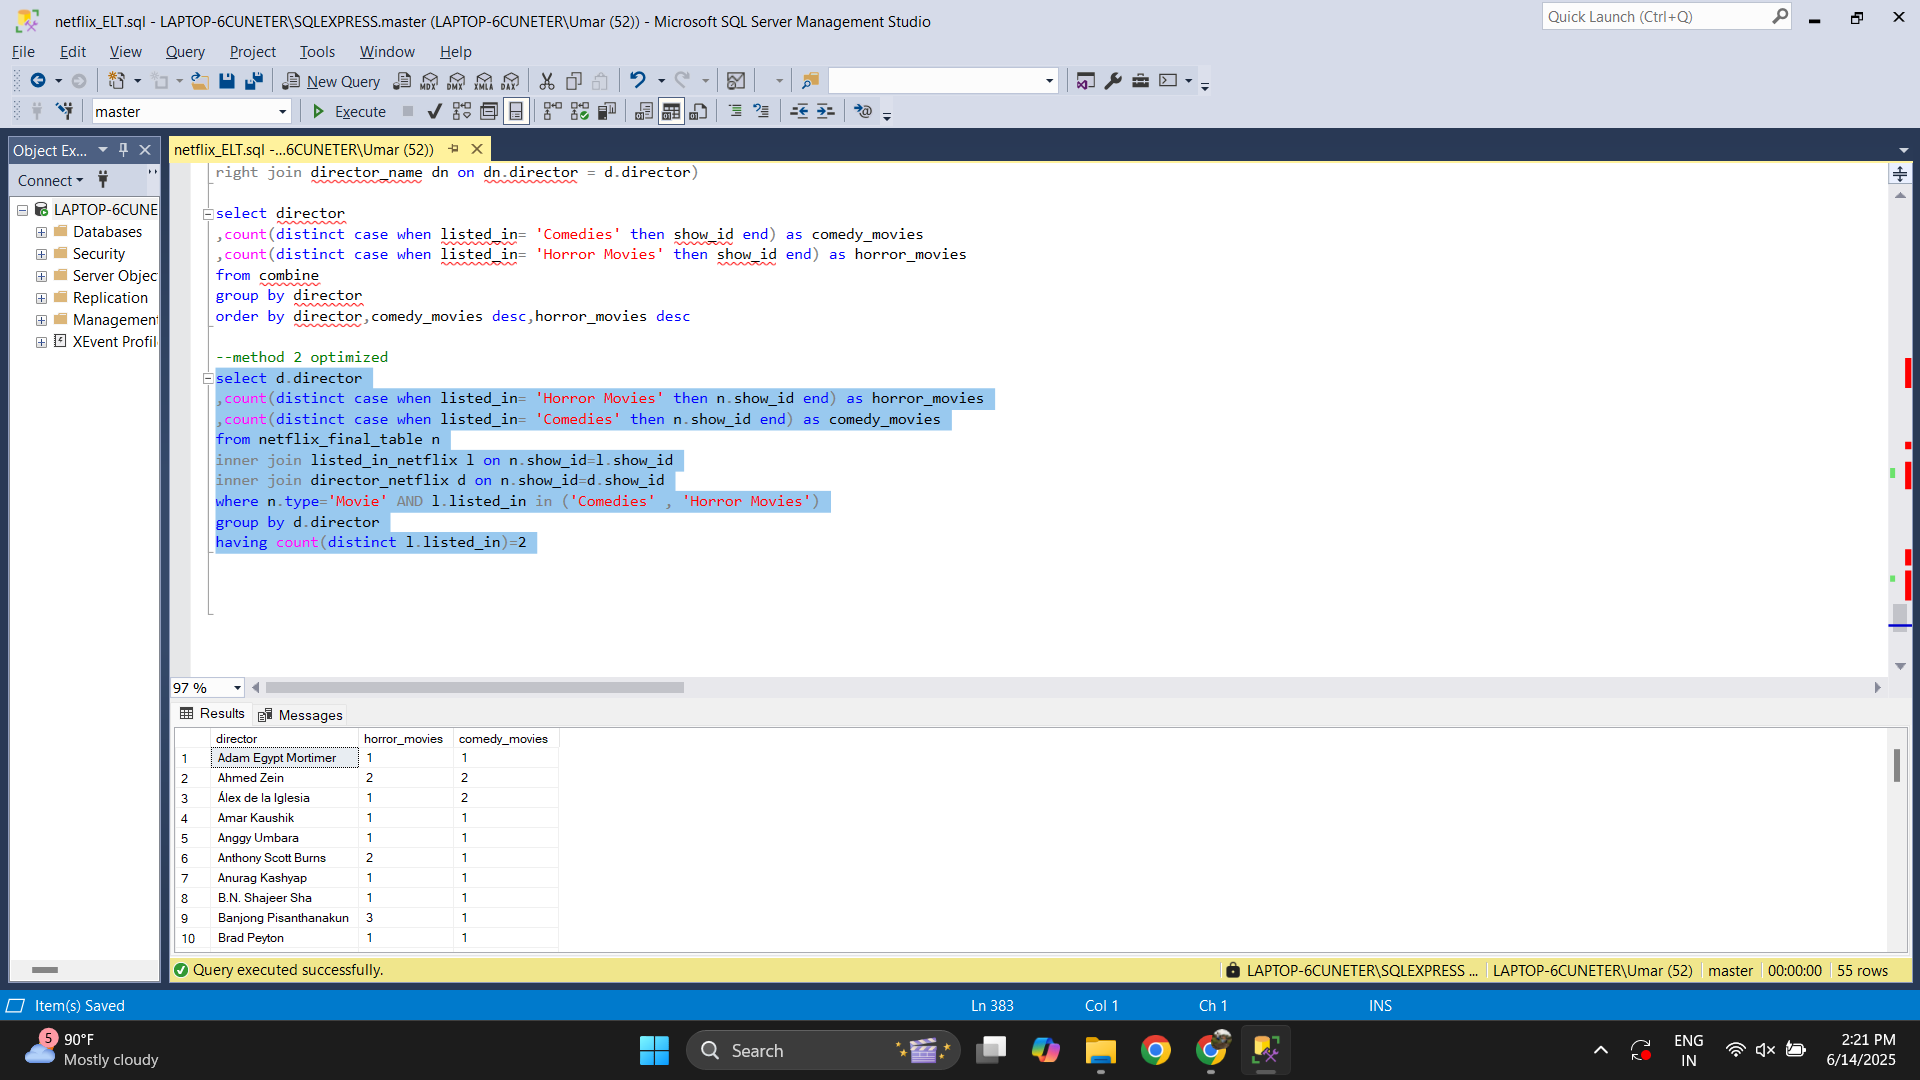 netflix_ELT.sql - LAPTOP-6CUNETER\SQLEXPRESS.master (LAPTOP-6CUNETER\Umar (52)) - Microsoft SQL Server Management Studio
Quick Launch (Ctrl+Q)
File Edit View Query Project Tools Window Help
New Query MDX DMX XMLA DAX
master Execute
Object Ex...
netflix_ELT.sql -...6CUNETER\Umar (52))
Connect
LAPTOP-6CUNE
Databases
Security
Server Objec
Replication
Management
XEvent Profil
right join director_name dn on dn.director = d.director)
select director
,count(distinct case when listed_in= 'Comedies' then show_id end) as comedy_movies
,count(distinct case when listed_in= 'Horror Movies' then show_id end) as horror_movies
from combine
group by director
order by director,comedy_movies desc,horror_movies desc
--method 2 optimized
select d.director
,count(distinct case when listed_in= 'Horror Movies' then n.show_id end) as horror_movies
,count(distinct case when listed_in= 'Comedies' then n.show_id end) as comedy_movies
from netflix_final_table n
inner join listed_in_netflix l on n.show_id=l.show_id
inner join director_netflix d on n.show_id=d.show_id
where n.type='Movie' AND l.listed_in in ('Comedies' , 'Horror Movies')
group by d.director
having count(distinct l.listed_in)=2
97 %
Results Messages
director horror_movies comedy_movies
1 Adam Egypt Mortimer 1 1
2 Ahmed Zein 2 2
3 Álex de la Iglesia 1 2
4 Amar Kaushik 1 1
5 Anggy Umbara 1 1
6 Anthony Scott Burns 2 1
7 Anurag Kashyap 1 1
8 B.N. Shajeer Sha 1 1
9 Banjong Pisanthanakun 3 1
10 Brad Peyton 1 1
Query executed successfully.
LAPTOP-6CUNETER\SQLEXPRESS ... LAPTOP-6CUNETER\Umar (52) master 00:00:00 55 rows
Item(s) Saved Ln 383 Col 1 Ch 1 INS
5
90°F
Mostly cloudy
Search
ENG
IN
2:21 PM
6/14/2025